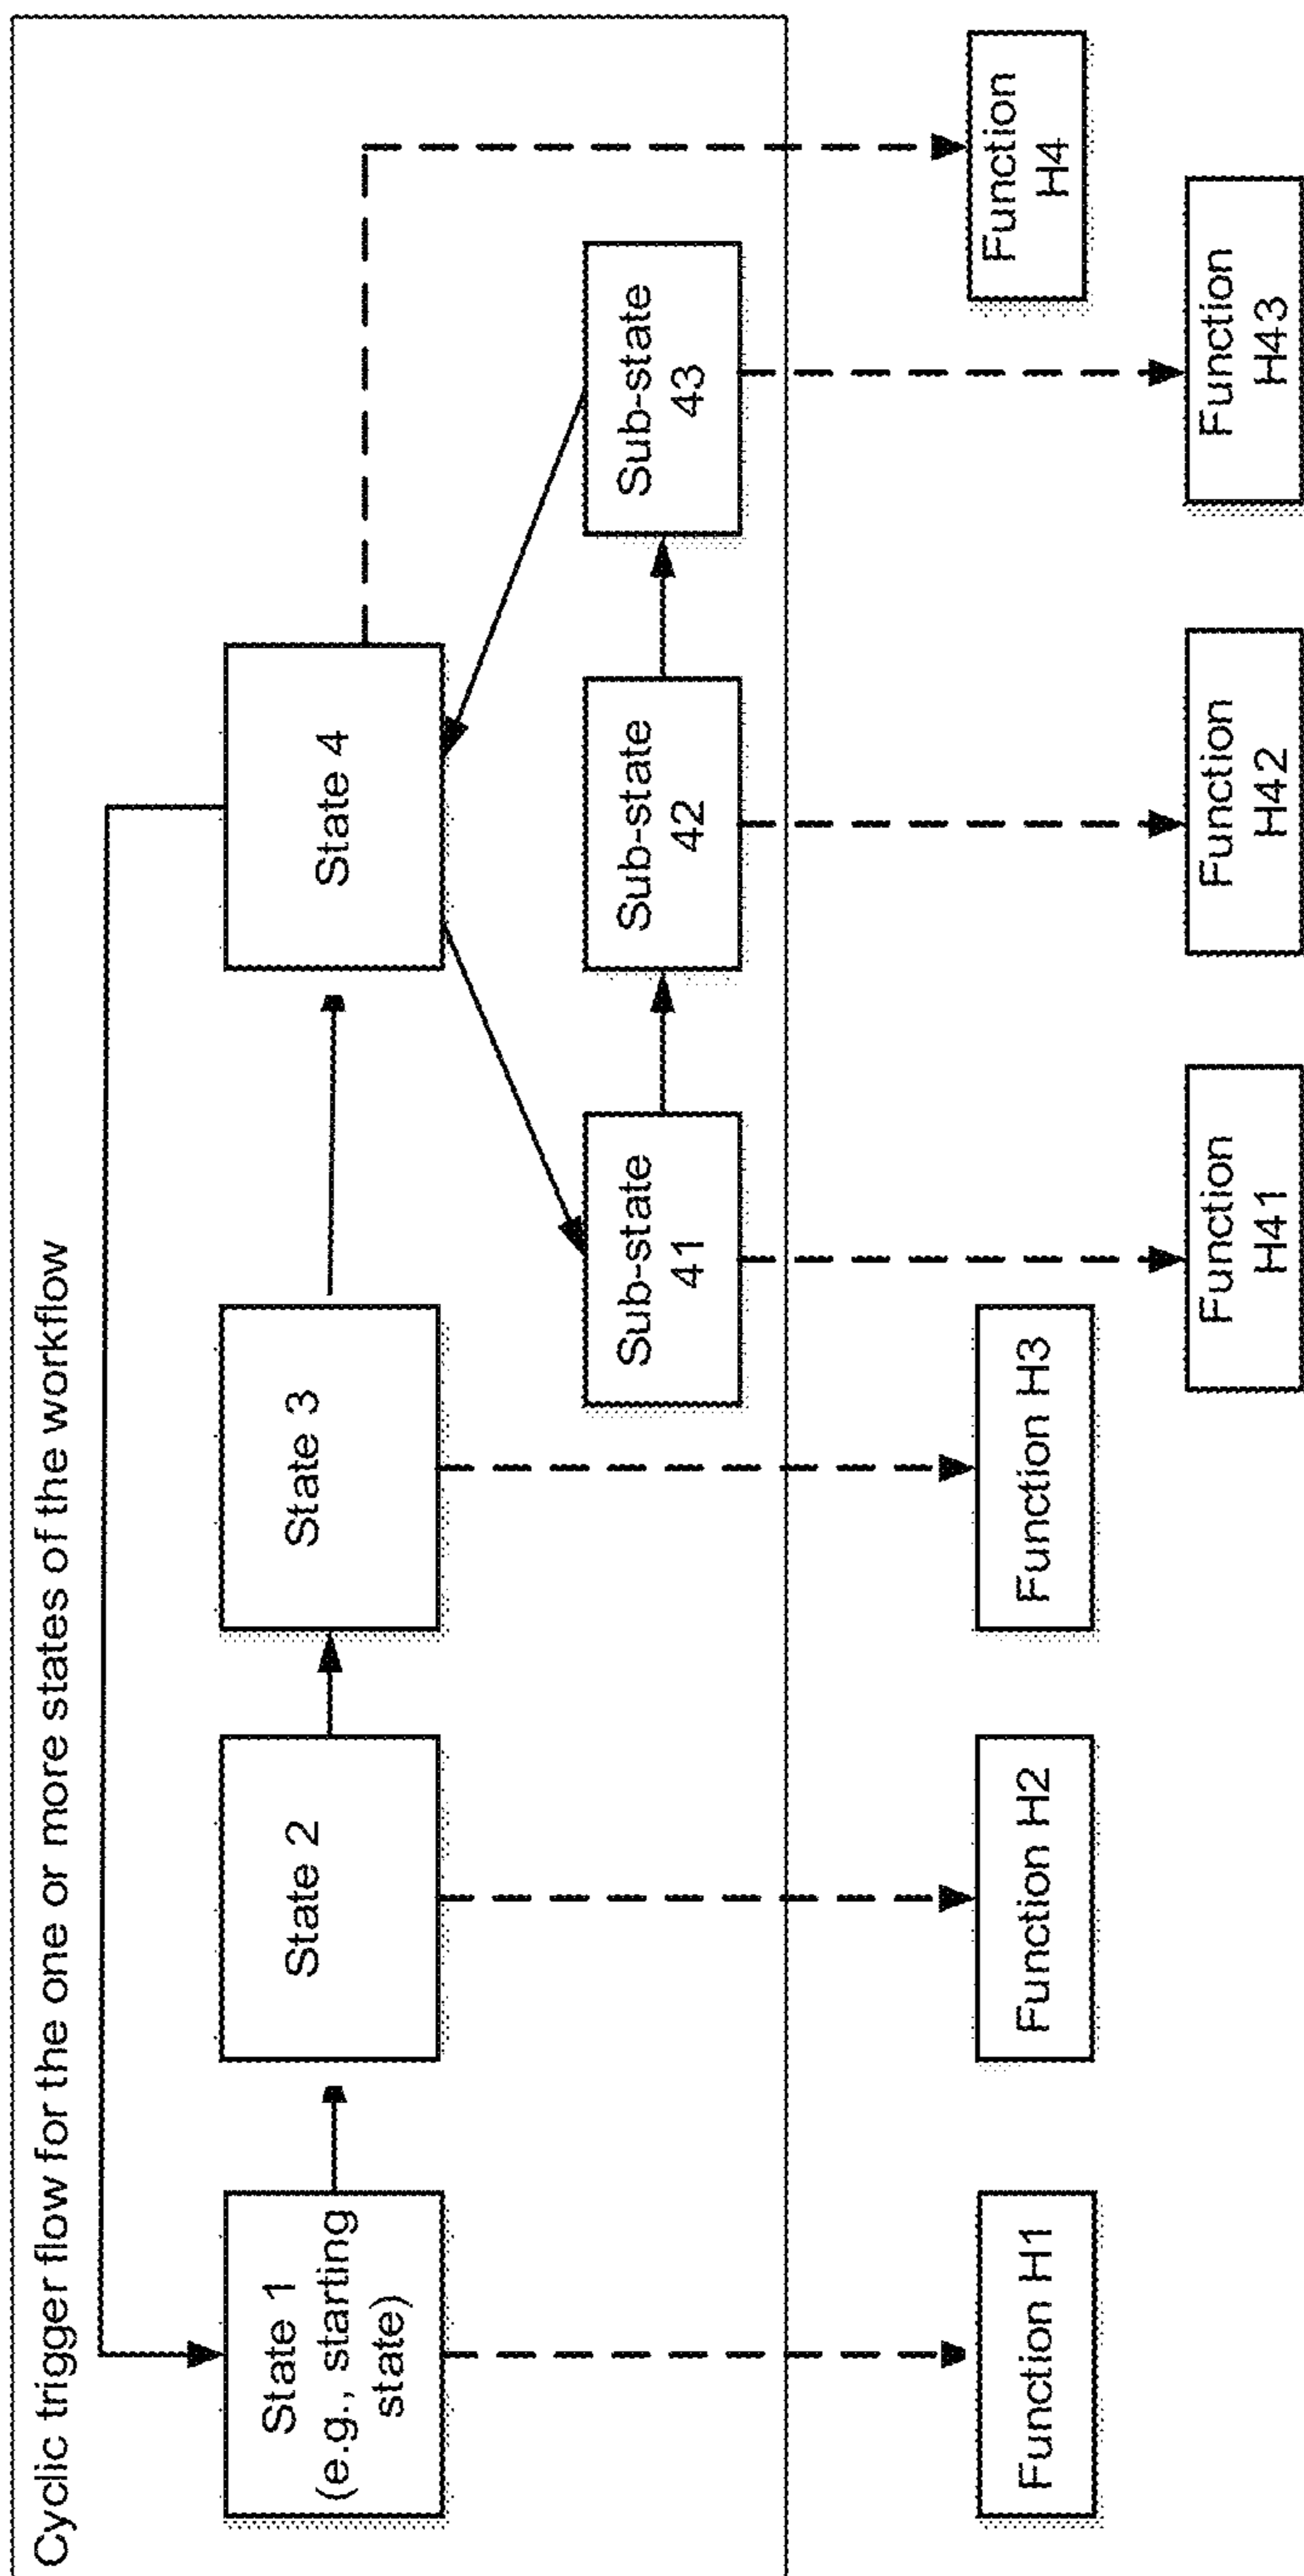 Cyclic trigger flow for the one or more states of the workflow
State 1
(e.g., starting
state)
State 2
State 3
State 4
Sub-state
41
Sub-state
42
Sub-state
43
Function H1
Function H2
Function H3
Function
H4
Function
H41
Function
H42
Function
H43